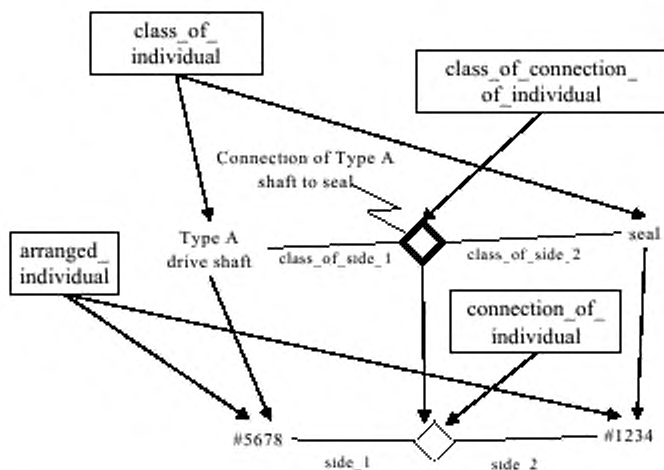 class_of_
individual
class_of_connection_
of_individual
Connection of Type A
shaft to seal
Type A
drive shaft
class_of_side_1
class_of_side_2
seal
arranged_
individual
connection_of_
individual
#5678
side_1
side_2
#1234